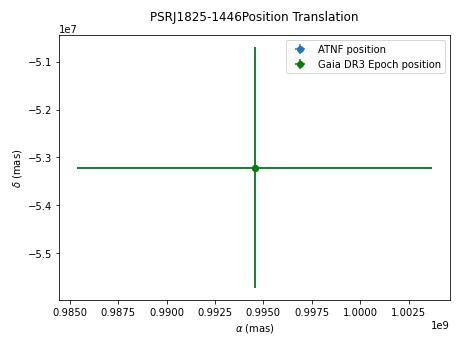 PSRJ1825-1446Position Translation
1e7
ATNF position
Gaia DR3 Epoch position
−5.1
−5.2
−5.3
−5.4
−5.5
δ (mas)
0.9850 0.9875 0.9900 0.9925 0.9950 0.9975 1.0000 1.0025
α (mas)
1e9